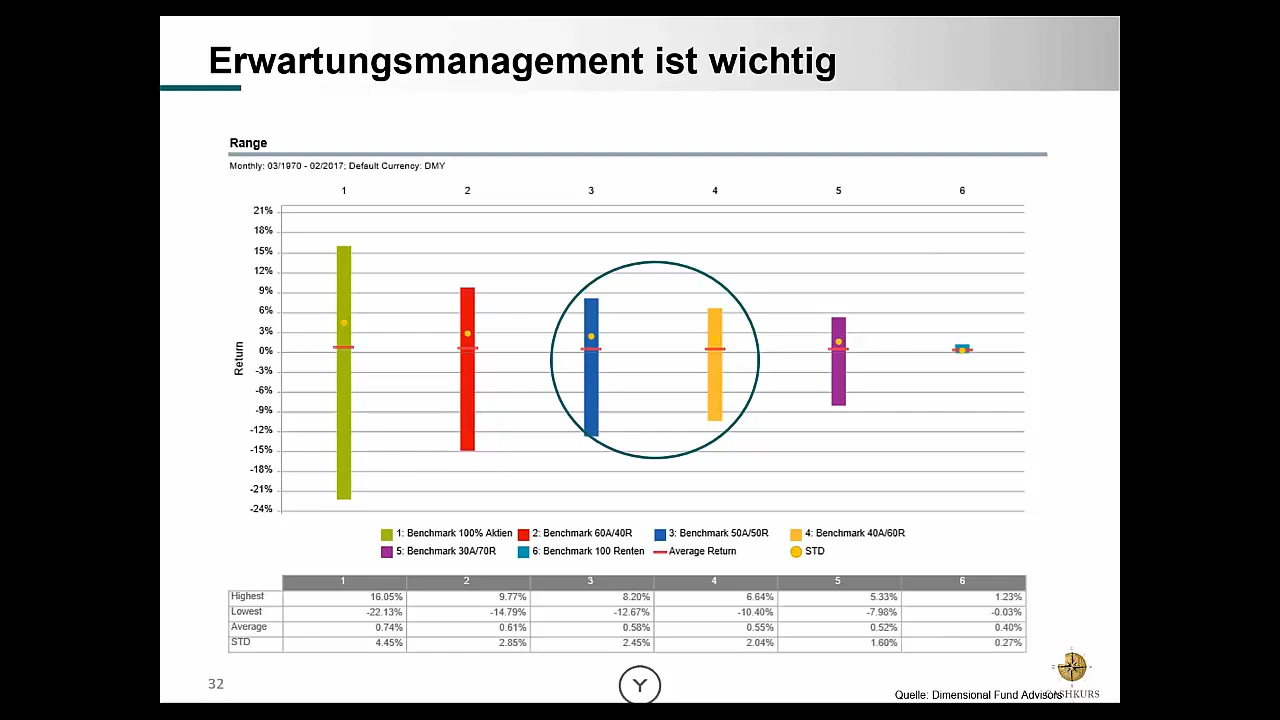 Erwartungsmanagement ist wichtig
Range
Monthly: 03/1970 - 02/2017; Default Currency: DMY
1 2 3 4 5 6
21%
18%
15%
12%
9%
6%
3%
0%
-3%
-6%
-9%
-12%
-15%
-18%
-21%
-24%
Return
1: Benchmark 100% Aktien 2: Benchmark 60A/40R 3: Benchmark 50A/50R 4: Benchmark 40A/60R
5: Benchmark 30A/70R 6: Benchmark 100 Renten Average Return STD
1 2 3 4 5 6
Highest 16.05% 9.77% 8.20% 6.64% 5.33% 1.23%
Lowest -22.13% -14.79% -12.67% -10.40% -7.98% -0.03%
Average 0.74% 0.61% 0.58% 0.55% 0.52% 0.40%
STD 4.45% 2.85% 2.45% 2.04% 1.60% 0.27%
32
Y
Quelle: Dimensional Fund Advisors
CASHKURS